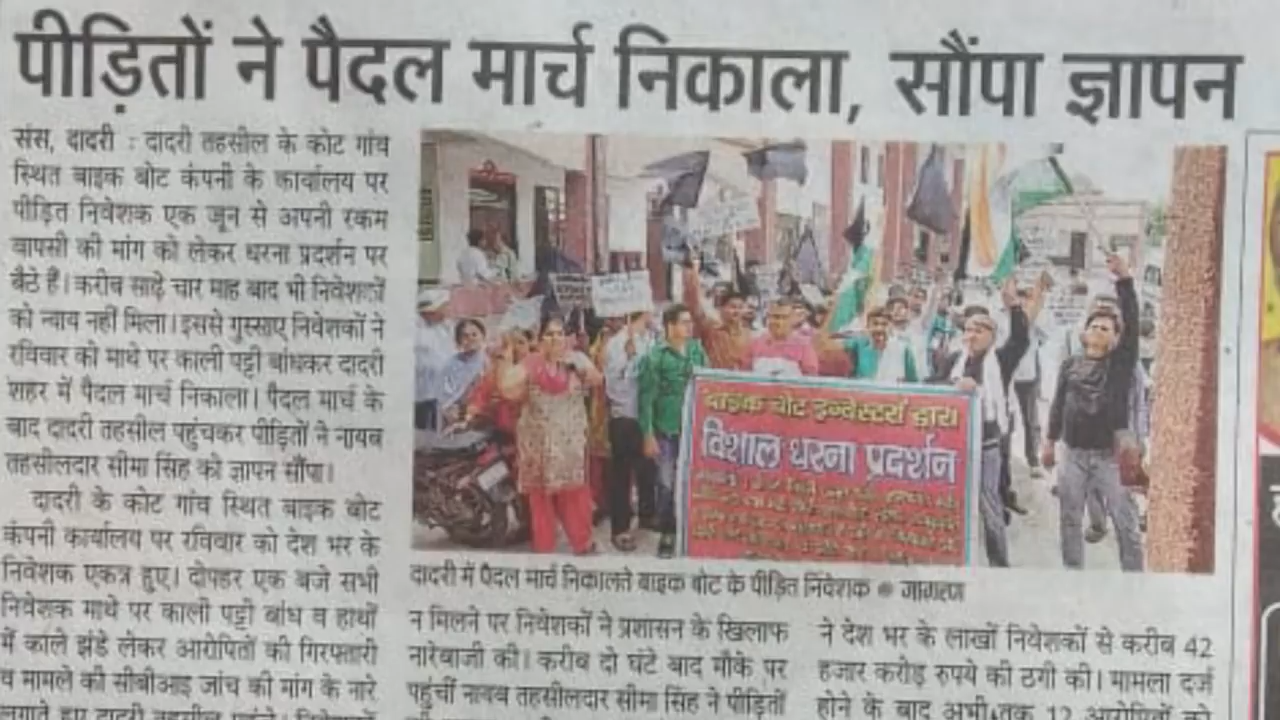 पीड़ितों ने पैदल मार्च निकाला, सौंपा ज्ञापन
संस, दादरी : दादरी तहसील के कोट गांव
स्थित बाइक बोट कंपनी के कार्यालय पर
पीड़ित निवेशक एक जून से अपनी रकम
वापसी की मांग को लेकर धरना प्रदर्शन पर
बैठे हैं। करीब साढ़े चार माह बाद भी निवेशकों
को न्याय नहीं मिला। इससे गुस्साए निवेशकों ने
रविवार को माथे पर काली पट्टी बांधकर दादरी
शहर में पैदल मार्च निकाला। पैदल मार्च के
बाद दादरी तहसील पहुंचकर पीड़ितों ने नायब
तहसीलदार सीमा सिंह को ज्ञापन सौंपा।
दादरी के कोट गांव स्थित बाइक बोट
कंपनी कार्यालय पर रविवार को देश भर के
निवेशक एकत्र हुए। दोपहर एक बजे सभी
निवेशक माथे पर काली पट्टी बांध व हाथों
में काले झंडे लेकर आरोपितों की गिरफ्तारी
व मामले की सीबीआइ जांच की मांग के नारे
लगाते हुए दादरी तहसील पहुंचे। निवेशकों
बाइक बोट इन्वेस्टर्स द्वारा
विशाल धरना प्रदर्शन
दादरी में पैदल मार्च निकालते बाइक बोट के पीड़ित निवेशक ● जागरण
न मिलने पर निवेशकों ने प्रशासन के खिलाफ
नारेबाजी की। करीब दो घंटे बाद मौके पर
पहुंचीं नायब तहसीलदार सीमा सिंह ने पीड़ितों
ने देश भर के लाखों निवेशकों से करीब 42
हजार करोड़ रुपये की ठगी की। मामला दर्ज
होने के बाद अभी तक 12 आरोपितों को